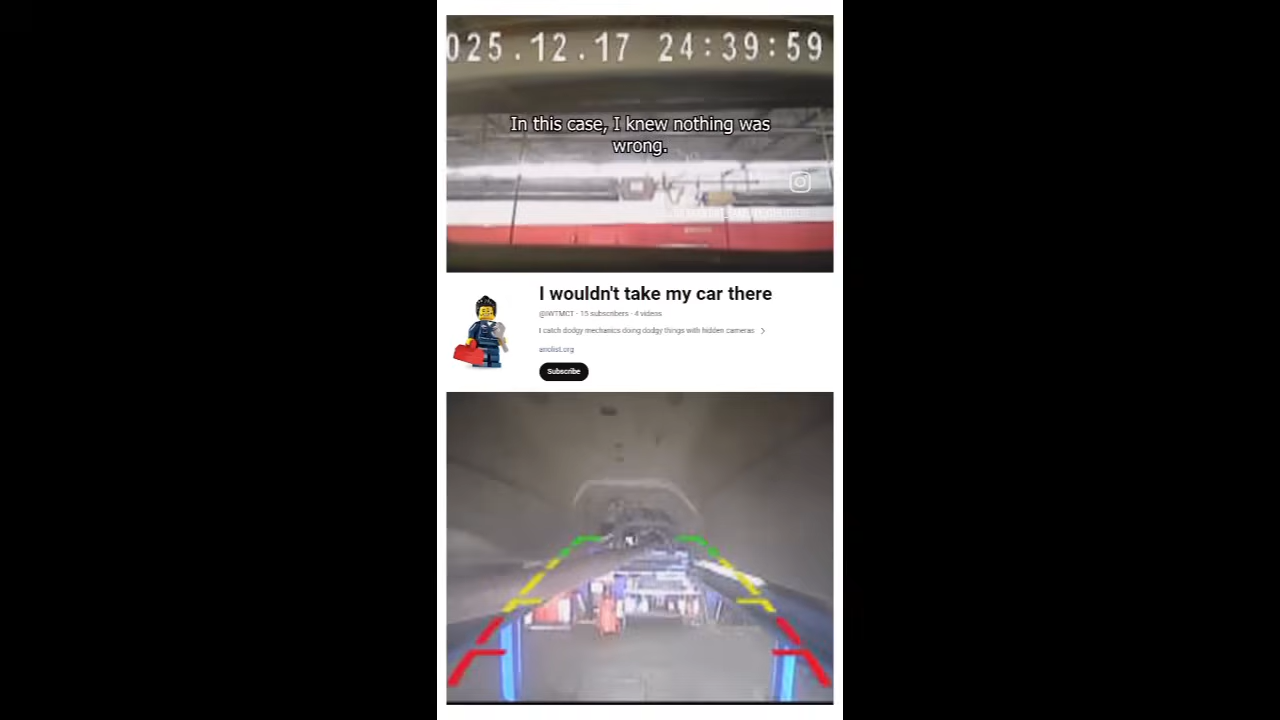 025.12.17 24:39:59
In this case, I knew nothing was
wrong.
I wouldn't take my car there
@IWTMCT · 15 subscribers · 4 videos
I catch dodgy mechanics doing dodgy things with hidden cameras
Subscribe